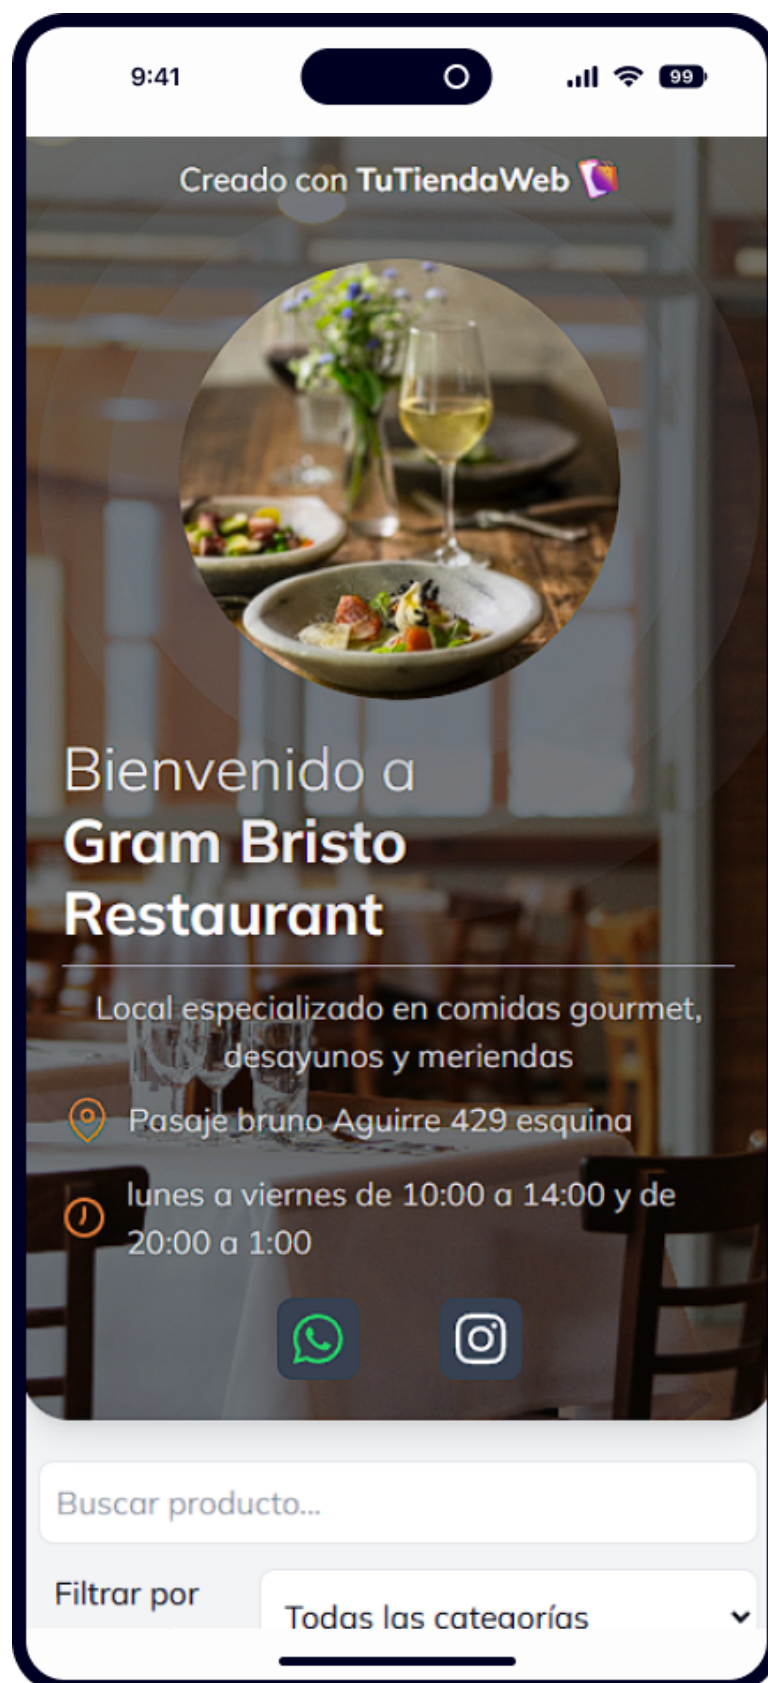 9:41
99
Creado con TuTiendaWeb
Bienvenido a
Gram Bristo
Restaurant
Local especializado en comidas gourmet,
desayunos y meriendas
Pasaje bruno Aguirre 429 esquina
lunes a viernes de 10:00 a 14:00 y de
20:00 a 1:00
Buscar producto...
Filtrar por
Todas las categorías